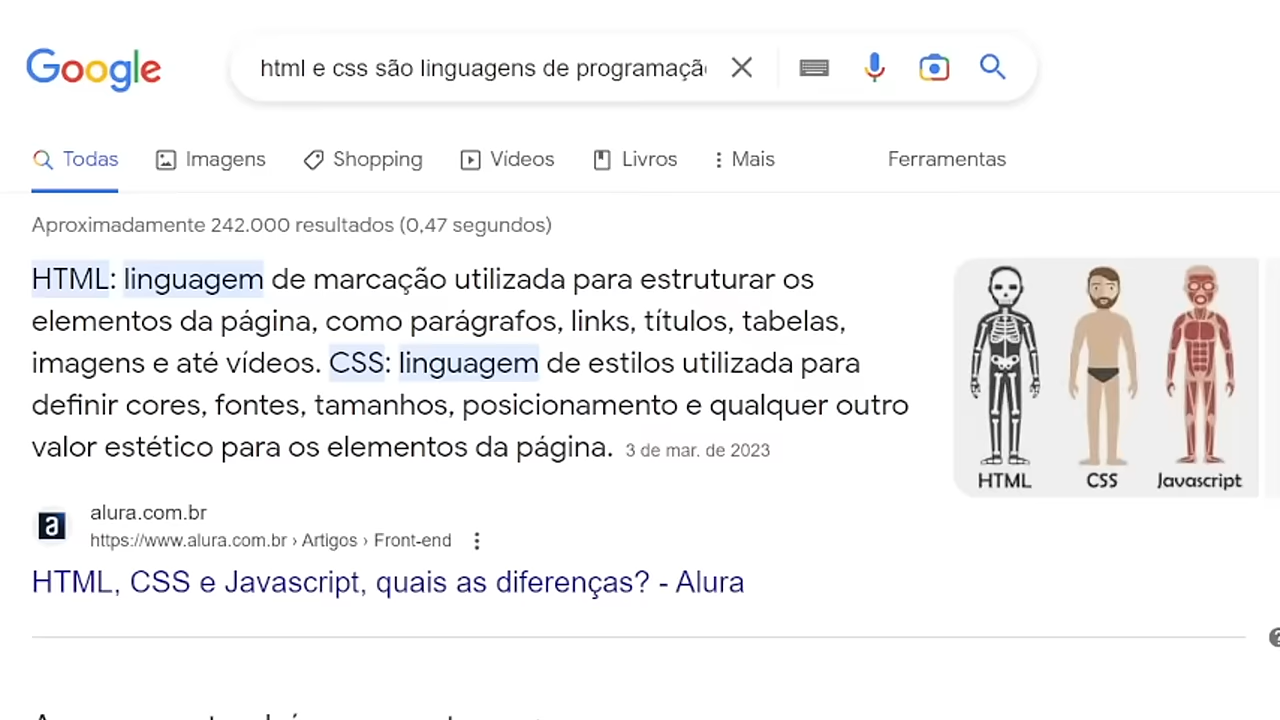 Google
html e css são linguagens de programação
Todas
Imagens
Shopping
Vídeos
Livros
Mais
Ferramentas
Aproximadamente 242.000 resultados (0,47 segundos)
HTML: linguagem de marcação utilizada para estruturar os
elementos da página, como parágrafos, links, títulos, tabelas,
imagens e até vídeos. CSS: linguagem de estilos utilizada para
definir cores, fontes, tamanhos, posicionamento e qualquer outro
valor estético para os elementos da página. 3 de mar. de 2023
HTML
CSS
Javascript
a
alura.com.br
https://www.alura.com.br › Artigos › Front-end
HTML, CSS e Javascript, quais as diferenças? - Alura